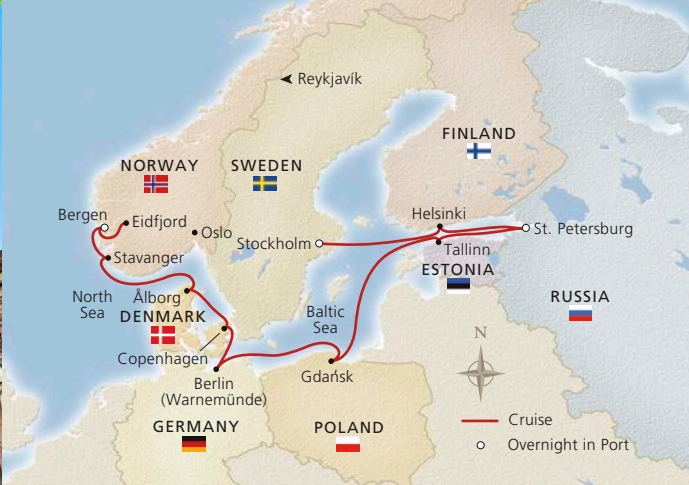 Reykjavík
FINLAND
NORWAY
SWEDEN
Bergen
Eidfjord
Oslo
Helsinki
Stockholm
St. Petersburg
Tallinn
Stavanger
ESTONIA
North
Sea
Ålborg
DENMARK
Baltic
Sea
RUSSIA
Copenhagen
N
Gdańsk
Berlin
(Warnemünde)
GERMANY
POLAND
Cruise
Overnight in Port